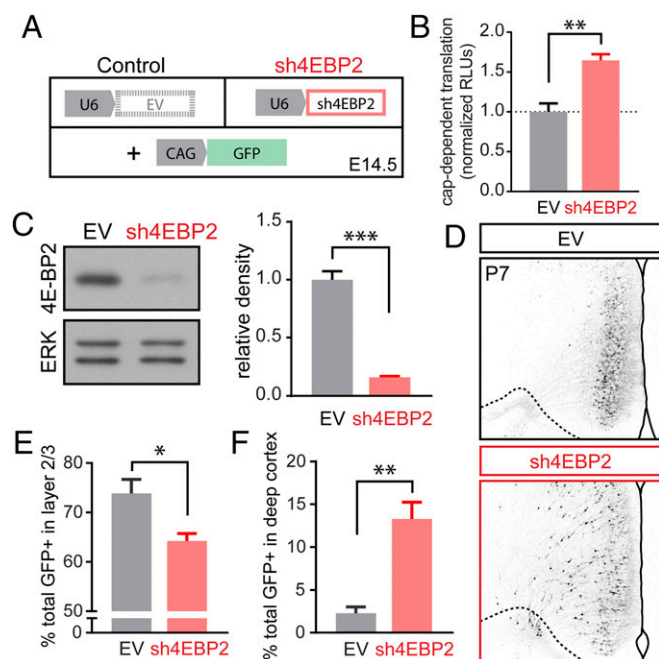 A
Control
sh4EBP2
U6
EV
U6
sh4EBP2
+
CAG
GFP
E14.5
B
cap-dependent translation
(normalized RLUs)
2.0
1.5
1.0
0.5
0.0
**
EV
sh4EBP2
C
EV
sh4EBP2
4E-BP2
ERK
relative density
1.5
1.0
0.5
0.0
***
EV
sh4EBP2
D
EV
P7
sh4EBP2
E
% total GFP+ in layer 2/3
80
70
60
50
0
*
EV
sh4EBP2
F
% total GFP+ in deep cortex
20
15
10
5
0
**
EV
sh4EBP2